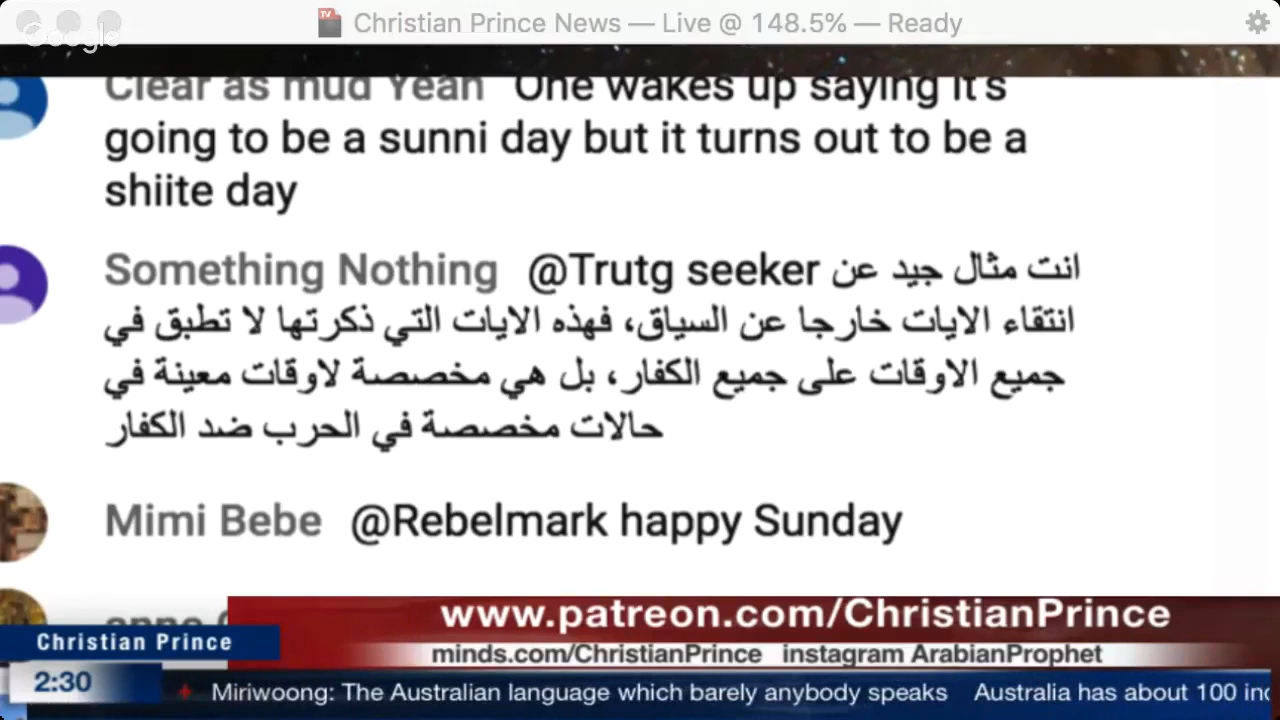 Christian Prince News — Live @ 148.5% — Ready
Google
Clear as mud Yeah One wakes up saying it's
going to be a sunni day but it turns out to be a
shiite day
Something Nothing @Trutg seeker انت مثال جيد عن
انتقاء الايات خارجا عن السياق، فهذه الايات التي ذكرتها لا تطبق في
جميع الاوقات على جميع الكفار، بل هي مخصصة لاوقات معينة في
حالات مخصصة في الحرب ضد الكفار
Mimi Bebe @Rebelmark happy Sunday
www.patreon.com/ChristianPrince
Christian Prince
minds.com/ChristianPrince instagram ArabianProphet
2:30
Miriwoong: The Australian language which barely anybody speaks Australia has about 100